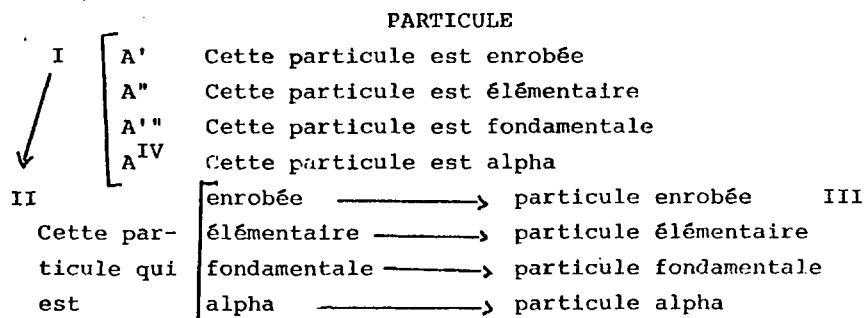 PARTICULE
I A' Cette particule est enrobée
A" Cette particule est élémentaire
A'" Cette particule est fondamentale
A^IV Cette particule est alpha
II enrobée ⟶ particule enrobée III
Cette par- élémentaire ⟶ particule élémentaire
ticule qui fondamentale ⟶ particule fondamentale
est alpha ⟶ particule alpha